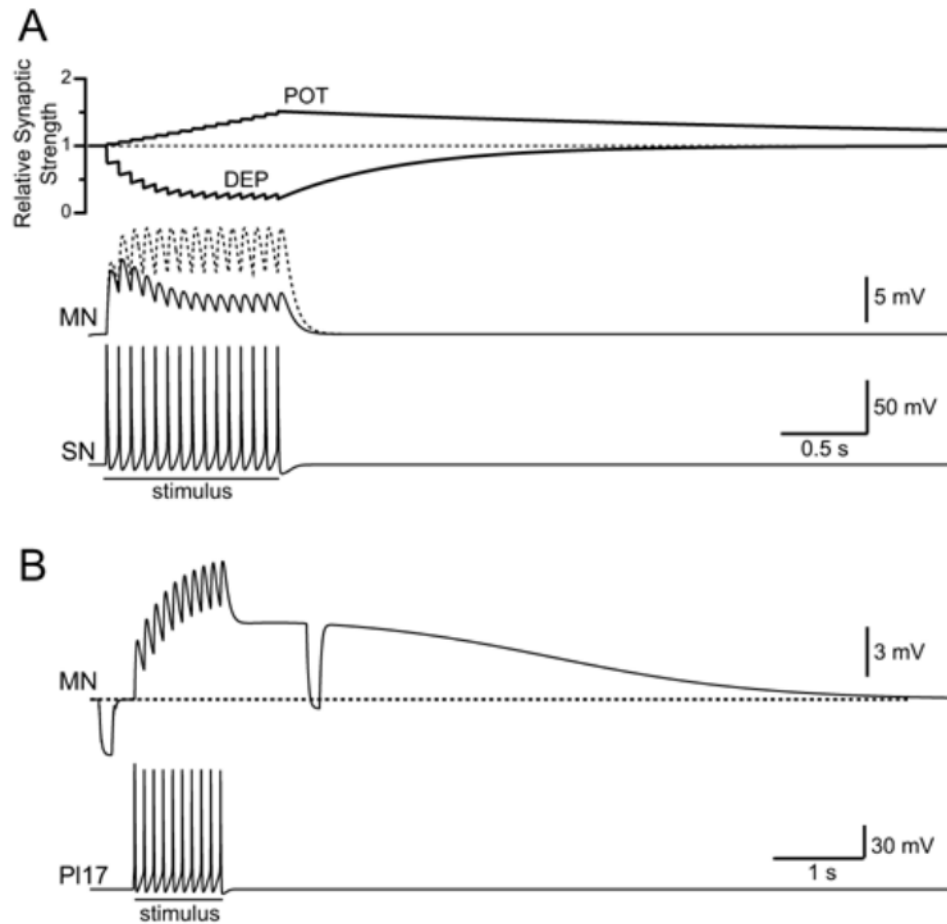 A
Relative Synaptic
Strength
2
1
0
POT
DEP
MN
5 mV
SN
50 mV
0.5 s
stimulus
B
MN
3 mV
Pl17
30 mV
1 s
stimulus